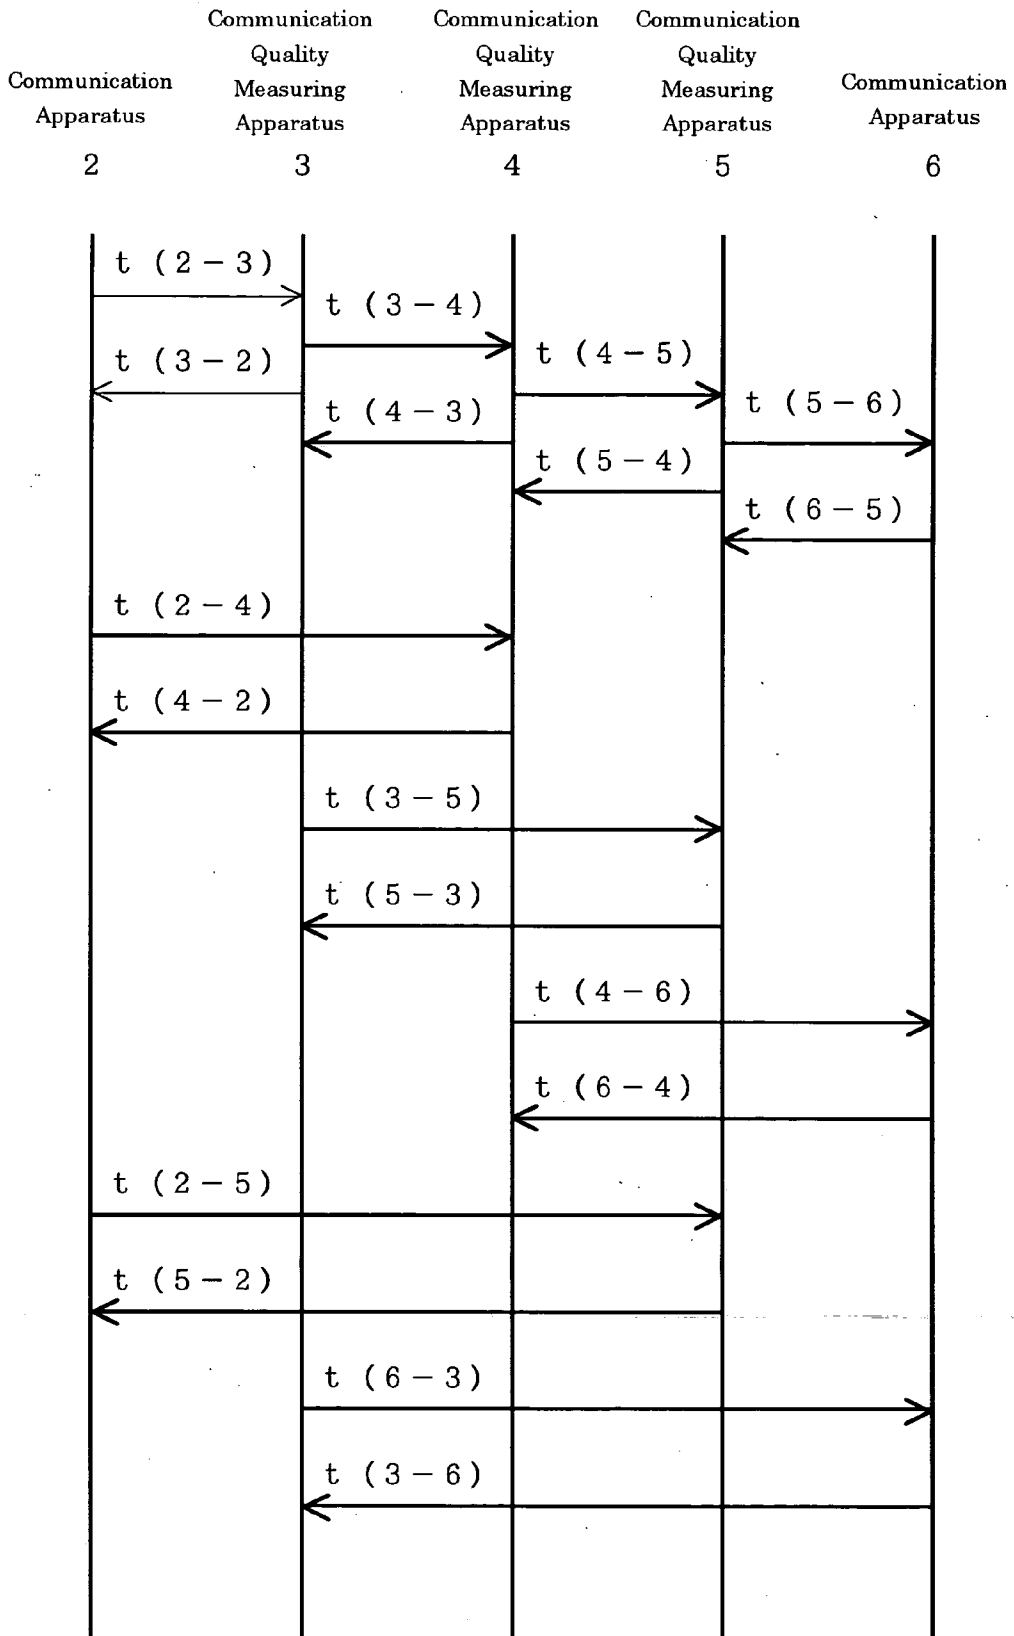 Communication
Apparatus
2
Communication
Quality
Measuring
Apparatus
3
Communication
Quality
Measuring
Apparatus
4
Communication
Quality
Measuring
Apparatus
5
Communication
Apparatus
6
t (2－3)
t (3－4)
t (3－2)
t (4－5)
t (4－3)
t (5－6)
t (5－4)
t (6－5)
t (2－4)
t (4－2)
t (3－5)
t (5－3)
t (4－6)
t (6－4)
t (2－5)
t (5－2)
t (6－3)
t (3－6)